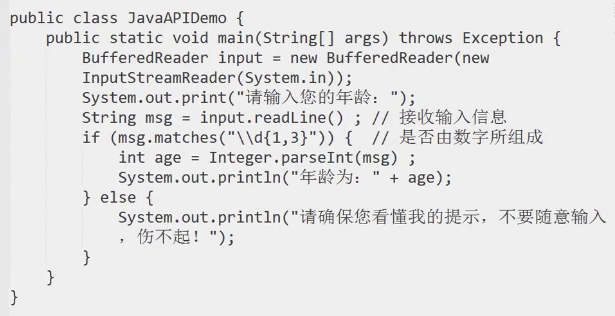 public class JavaAPIDemo {
    public static void main(String[] args) throws Exception {
        BufferedReader input = new BufferedReader(new
        InputStreamReader(System.in));
        System.out.print("请输入您的年龄：");
        String msg = input.readLine() ; // 接收输入信息
        if (msg.matches("\\d{1,3}")) {  // 是否由数字所组成
            int age = Integer.parseInt(msg) ;
            System.out.println("年龄为：" + age);
        } else {
            System.out.println("请确保您看懂我的提示，不要随意输入
            ，伤不起！");
        }
    }
}